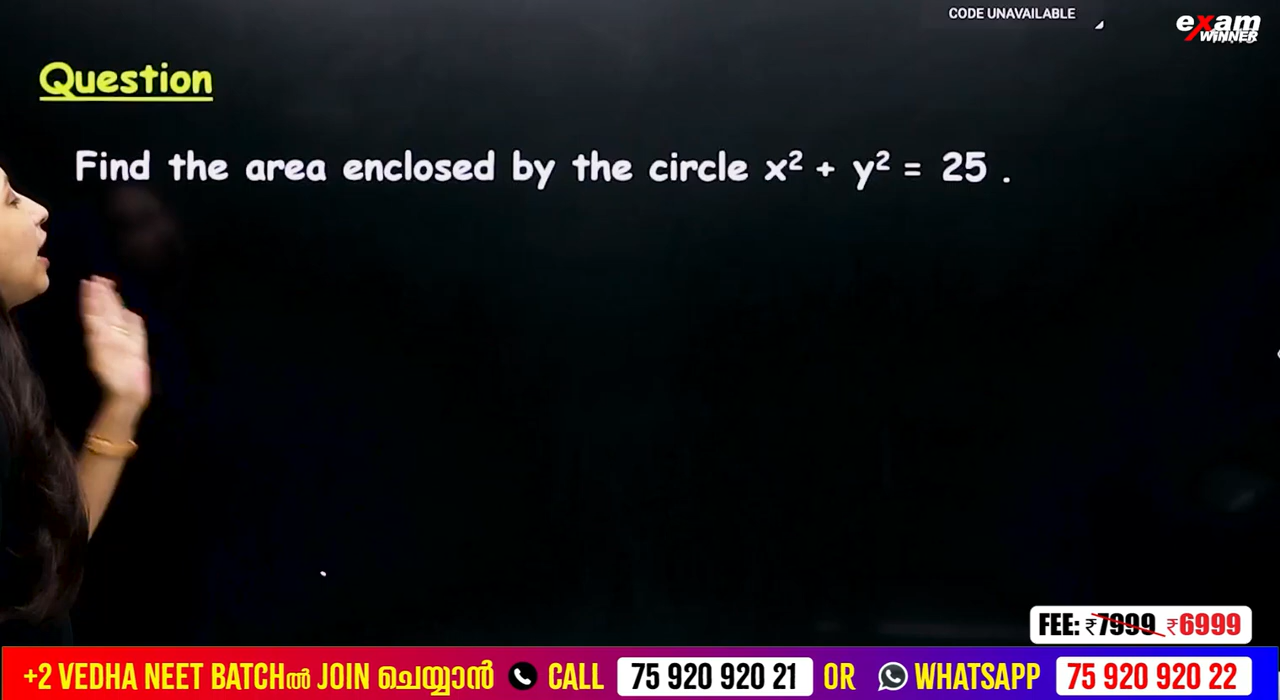 CODE UNAVAILABLE
exam
WINNER
Question
Find the area enclosed by the circle x² + y² = 25 .
FEE: ₹7999 ₹6999
+2 VEDHA NEET BATCHൽ JOIN ചെയ്യാൻ CALL 75 920 920 21 OR WHATSAPP 75 920 920 22